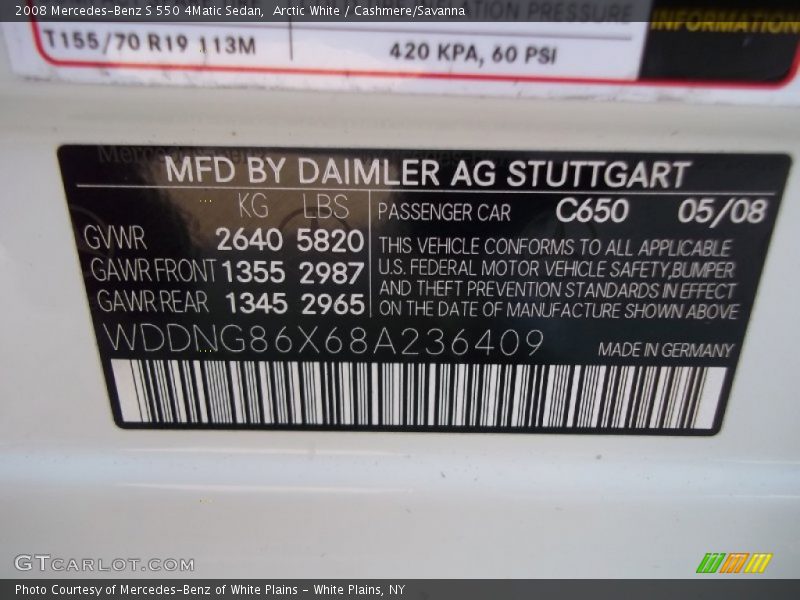 2008 Mercedes-Benz S 550 4Matic Sedan, Arctic White / Cashmere/Savanna
PRESSURE
INFORMATION
T155/70 R19 113M 420 KPA, 60 PSI
MFD BY DAIMLER AG STUTTGART
KG LBS
PASSENGER CAR C650 05/08
GVWR 2640 5820
GAWR FRONT 1355 2987
GAWR REAR 1345 2965
THIS VEHICLE CONFORMS TO ALL APPLICABLE
U.S. FEDERAL MOTOR VEHICLE SAFETY,BUMPER
AND THEFT PREVENTION STANDARDS IN EFFECT
ON THE DATE OF MANUFACTURE SHOWN ABOVE
WDDNG86X68A236409
MADE IN GERMANY
GTCARLOT.COM
Photo Courtesy of Mercedes-Benz of White Plains - White Plains, NY